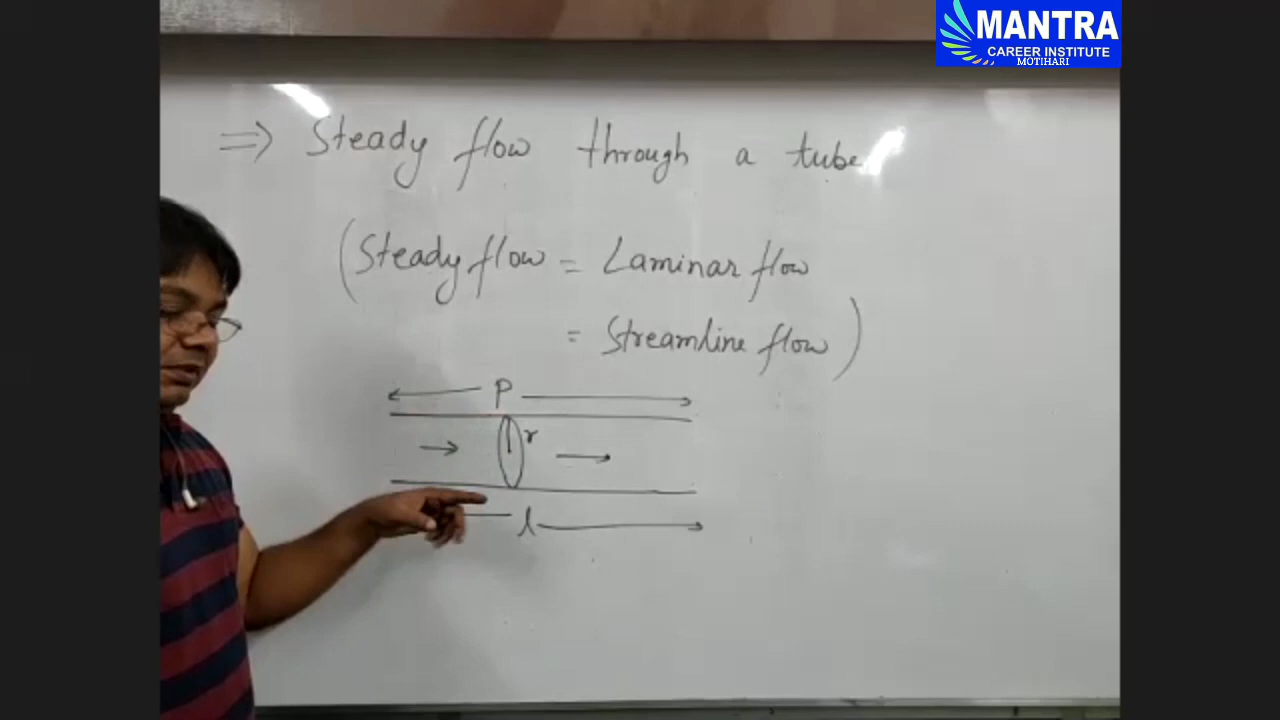 MANTRA
CAREER INSTITUTE
MOTIHARI
⇒ Steady flow through a tube
(Steady flow = Laminar flow
= Streamline flow)
P
r
l